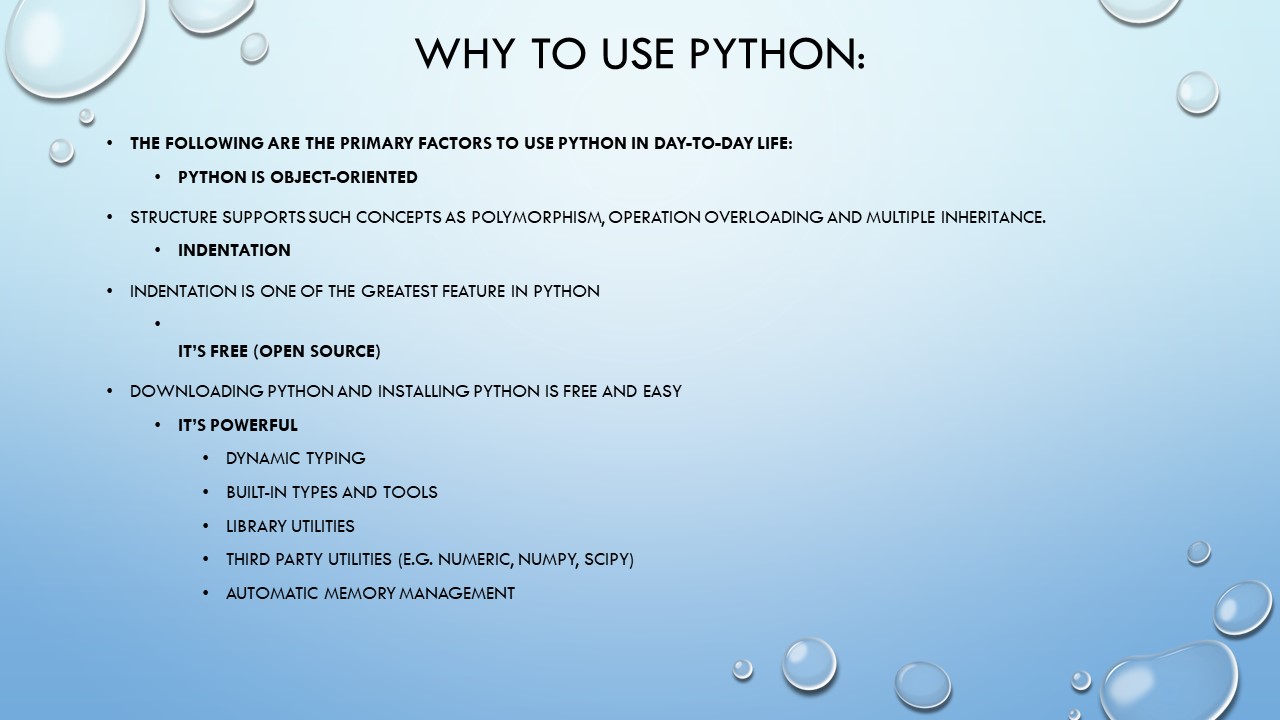 WHY TO USE PYTHON:
• THE FOLLOWING ARE THE PRIMARY FACTORS TO USE PYTHON IN DAY-TO-DAY LIFE:
• PYTHON IS OBJECT-ORIENTED
• STRUCTURE SUPPORTS SUCH CONCEPTS AS POLYMORPHISM, OPERATION OVERLOADING AND MULTIPLE INHERITANCE.
• INDENTATION
• INDENTATION IS ONE OF THE GREATEST FEATURE IN PYTHON
•
IT'S FREE (OPEN SOURCE)
• DOWNLOADING PYTHON AND INSTALLING PYTHON IS FREE AND EASY
• IT'S POWERFUL
• DYNAMIC TYPING
• BUILT-IN TYPES AND TOOLS
• LIBRARY UTILITIES
• THIRD PARTY UTILITIES (E.G. NUMERIC, NUMPY, SCIPY)
• AUTOMATIC MEMORY MANAGEMENT